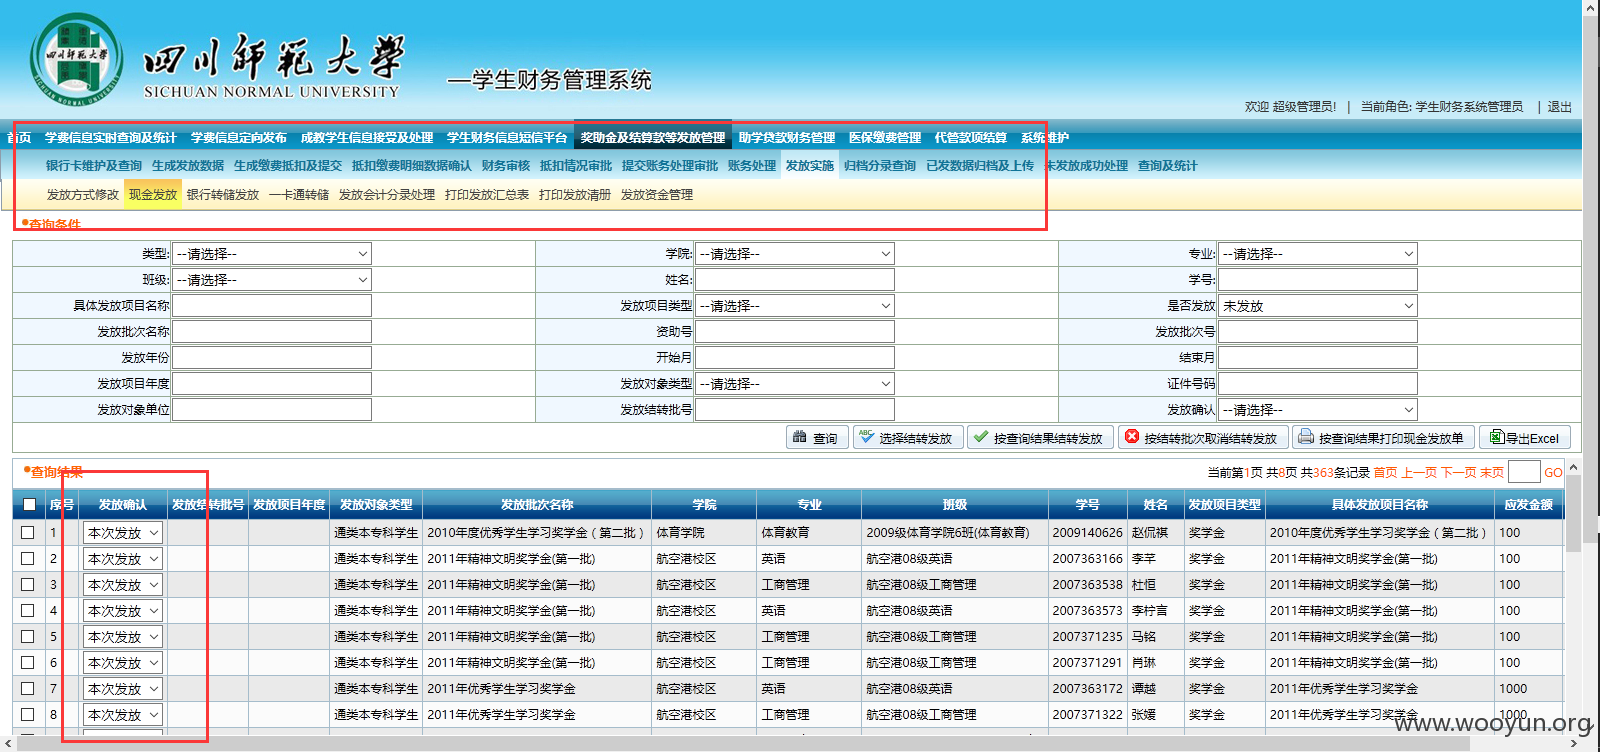 四川師範大學
SICHUAN NORMAL UNIVERSITY
—学生财务管理系统
欢迎 超级管理员! | 当前角色: 学生财务系统管理员 | 退出
首页 学费信息实时查询及统计 学费信息定向发布 成教学生信息接受及处理 学生财务信息短信平台 奖助金及结算款等发放管理 助学贷款财务管理 医保缴费管理 代管款项结算 系统维护
银行卡维护及查询 生成发放数据 生成缴费抵扣及提交 抵扣缴费明细数据确认 财务审核 抵扣情况审批 提交账务处理审批 账务处理 发放实施 归档分录查询 已发数据归档及上传 未发放成功处理 查询及统计
发放方式修改 现金发放 银行转储发放 一卡通转储 发放会计分录处理 打印发放汇总表 打印发放清册 发放资金管理
查询条件
类型: --请选择-- 学院: --请选择-- 专业: --请选择--
班级: --请选择-- 姓名: 学号:
具体发放项目名称 发放项目类型 --请选择-- 是否发放 未发放
发放批次名称 资助号 发放批次号
发放年份 开始月 结束月
发放项目年度 发放对象类型 --请选择-- 证件号码
发放对象单位 发放结转批号 发放确认 --请选择--
查询 选择结转发放 按查询结果结转发放 按结转批次取消结转发放 按查询结果打印现金发放单 导出Excel
查询结果 当前第1页 共8页 共363条记录 首页 上一页 下一页 末页 GO
序号 发放确认 发放结转批号 发放项目年度 发放对象类型 发放批次名称 学院 专业 班级 学号 姓名 发放项目类型 具体发放项目名称 应发金额
1 本次发放 通类本专科学生 2010年度优秀学生学习奖学金（第二批） 体育学院 体育教育 2009级体育学院6班(体育教育) 2009140626 赵侃祺 奖学金 2010年度优秀学生学习奖学金（第二批） 100
2 本次发放 通类本专科学生 2011年精神文明奖学金(第一批) 航空港校区 英语 航空港08级英语 2007363166 李芊 奖学金 2011年精神文明奖学金(第一批) 100
3 本次发放 通类本专科学生 2011年精神文明奖学金(第一批) 航空港校区 工商管理 航空港08级工商管理 2007363538 杜恒 奖学金 2011年精神文明奖学金(第一批) 100
4 本次发放 通类本专科学生 2011年精神文明奖学金(第一批) 航空港校区 英语 航空港08级英语 2007363573 李柠言 奖学金 2011年精神文明奖学金(第一批) 100
5 本次发放 通类本专科学生 2011年精神文明奖学金(第一批) 航空港校区 工商管理 航空港08级工商管理 2007371235 马铭 奖学金 2011年精神文明奖学金(第一批) 100
6 本次发放 通类本专科学生 2011年精神文明奖学金(第一批) 航空港校区 工商管理 航空港08级工商管理 2007371291 肖琳 奖学金 2011年精神文明奖学金(第一批) 100
7 本次发放 通类本专科学生 2011年优秀学生学习奖学金 航空港校区 英语 航空港08级英语 2007363172 谭越 奖学金 2011年优秀学生学习奖学金 1000
8 本次发放 通类本专科学生 2011年优秀学生学习奖学金 航空港校区 工商管理 航空港08级工商管理 2007371322 张媛 奖学金 2011年优秀学生学习奖学金 1000
www.wooyun.org